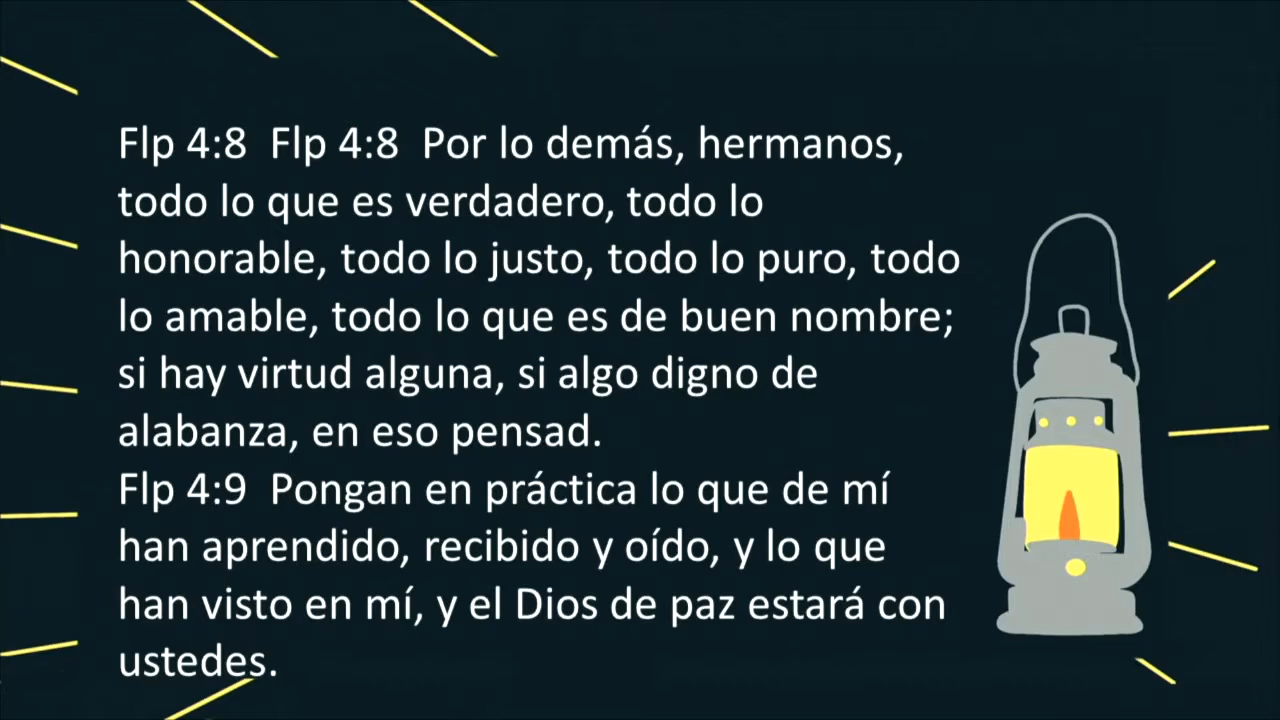 Flp 4:8  Flp 4:8  Por lo demás, hermanos,
todo lo que es verdadero, todo lo
honorable, todo lo justo, todo lo puro, todo
lo amable, todo lo que es de buen nombre;
si hay virtud alguna, si algo digno de
alabanza, en eso pensad.
Flp 4:9  Pongan en práctica lo que de mí
han aprendido, recibido y oído, y lo que
han visto en mí, y el Dios de paz estará con
ustedes.